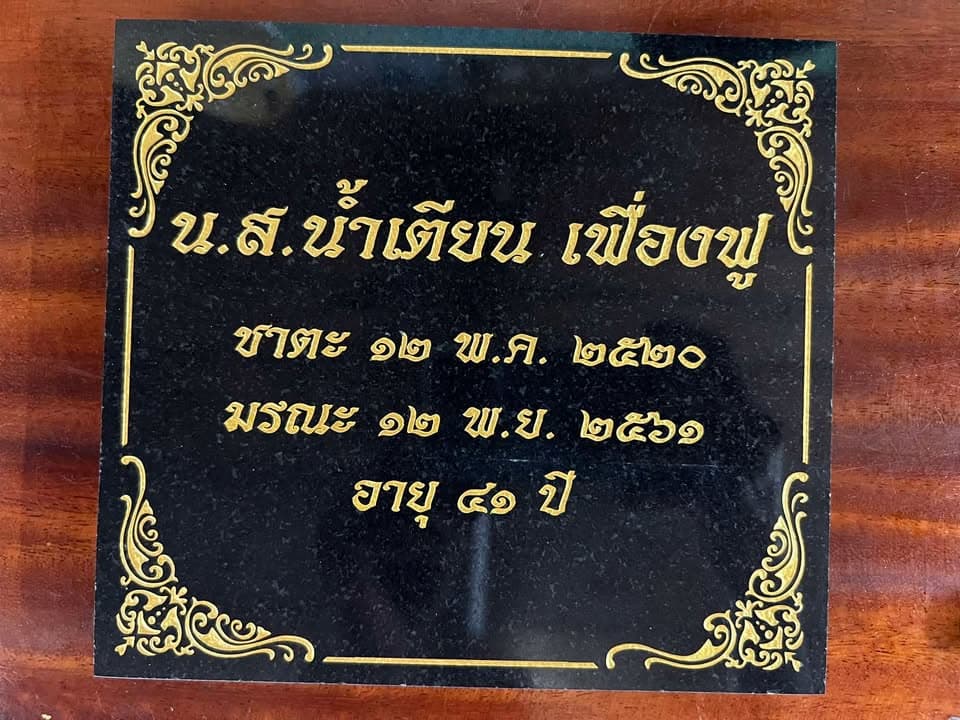 น.ส.น้ำเตียน เฟื่องฟู
ชาตะ ๑๒ พ.ค. ๒๕๒๐
มรณะ ๑๒ พ.ย. ๒๕๖๑
อายุ ๔๑ ปี